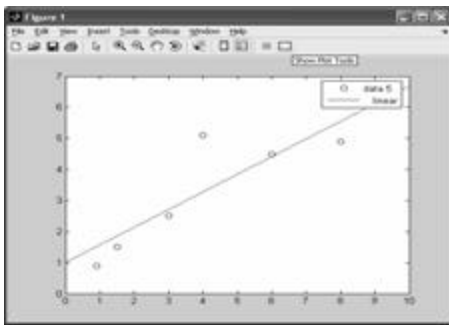 Figure 1
File Edit View Insert Tools Desktop Window Help
Show Plot Tools
7
6
5
4
3
2
1
0
data 5
linear
0 1 2 3 4 5 6 7 8 9 10